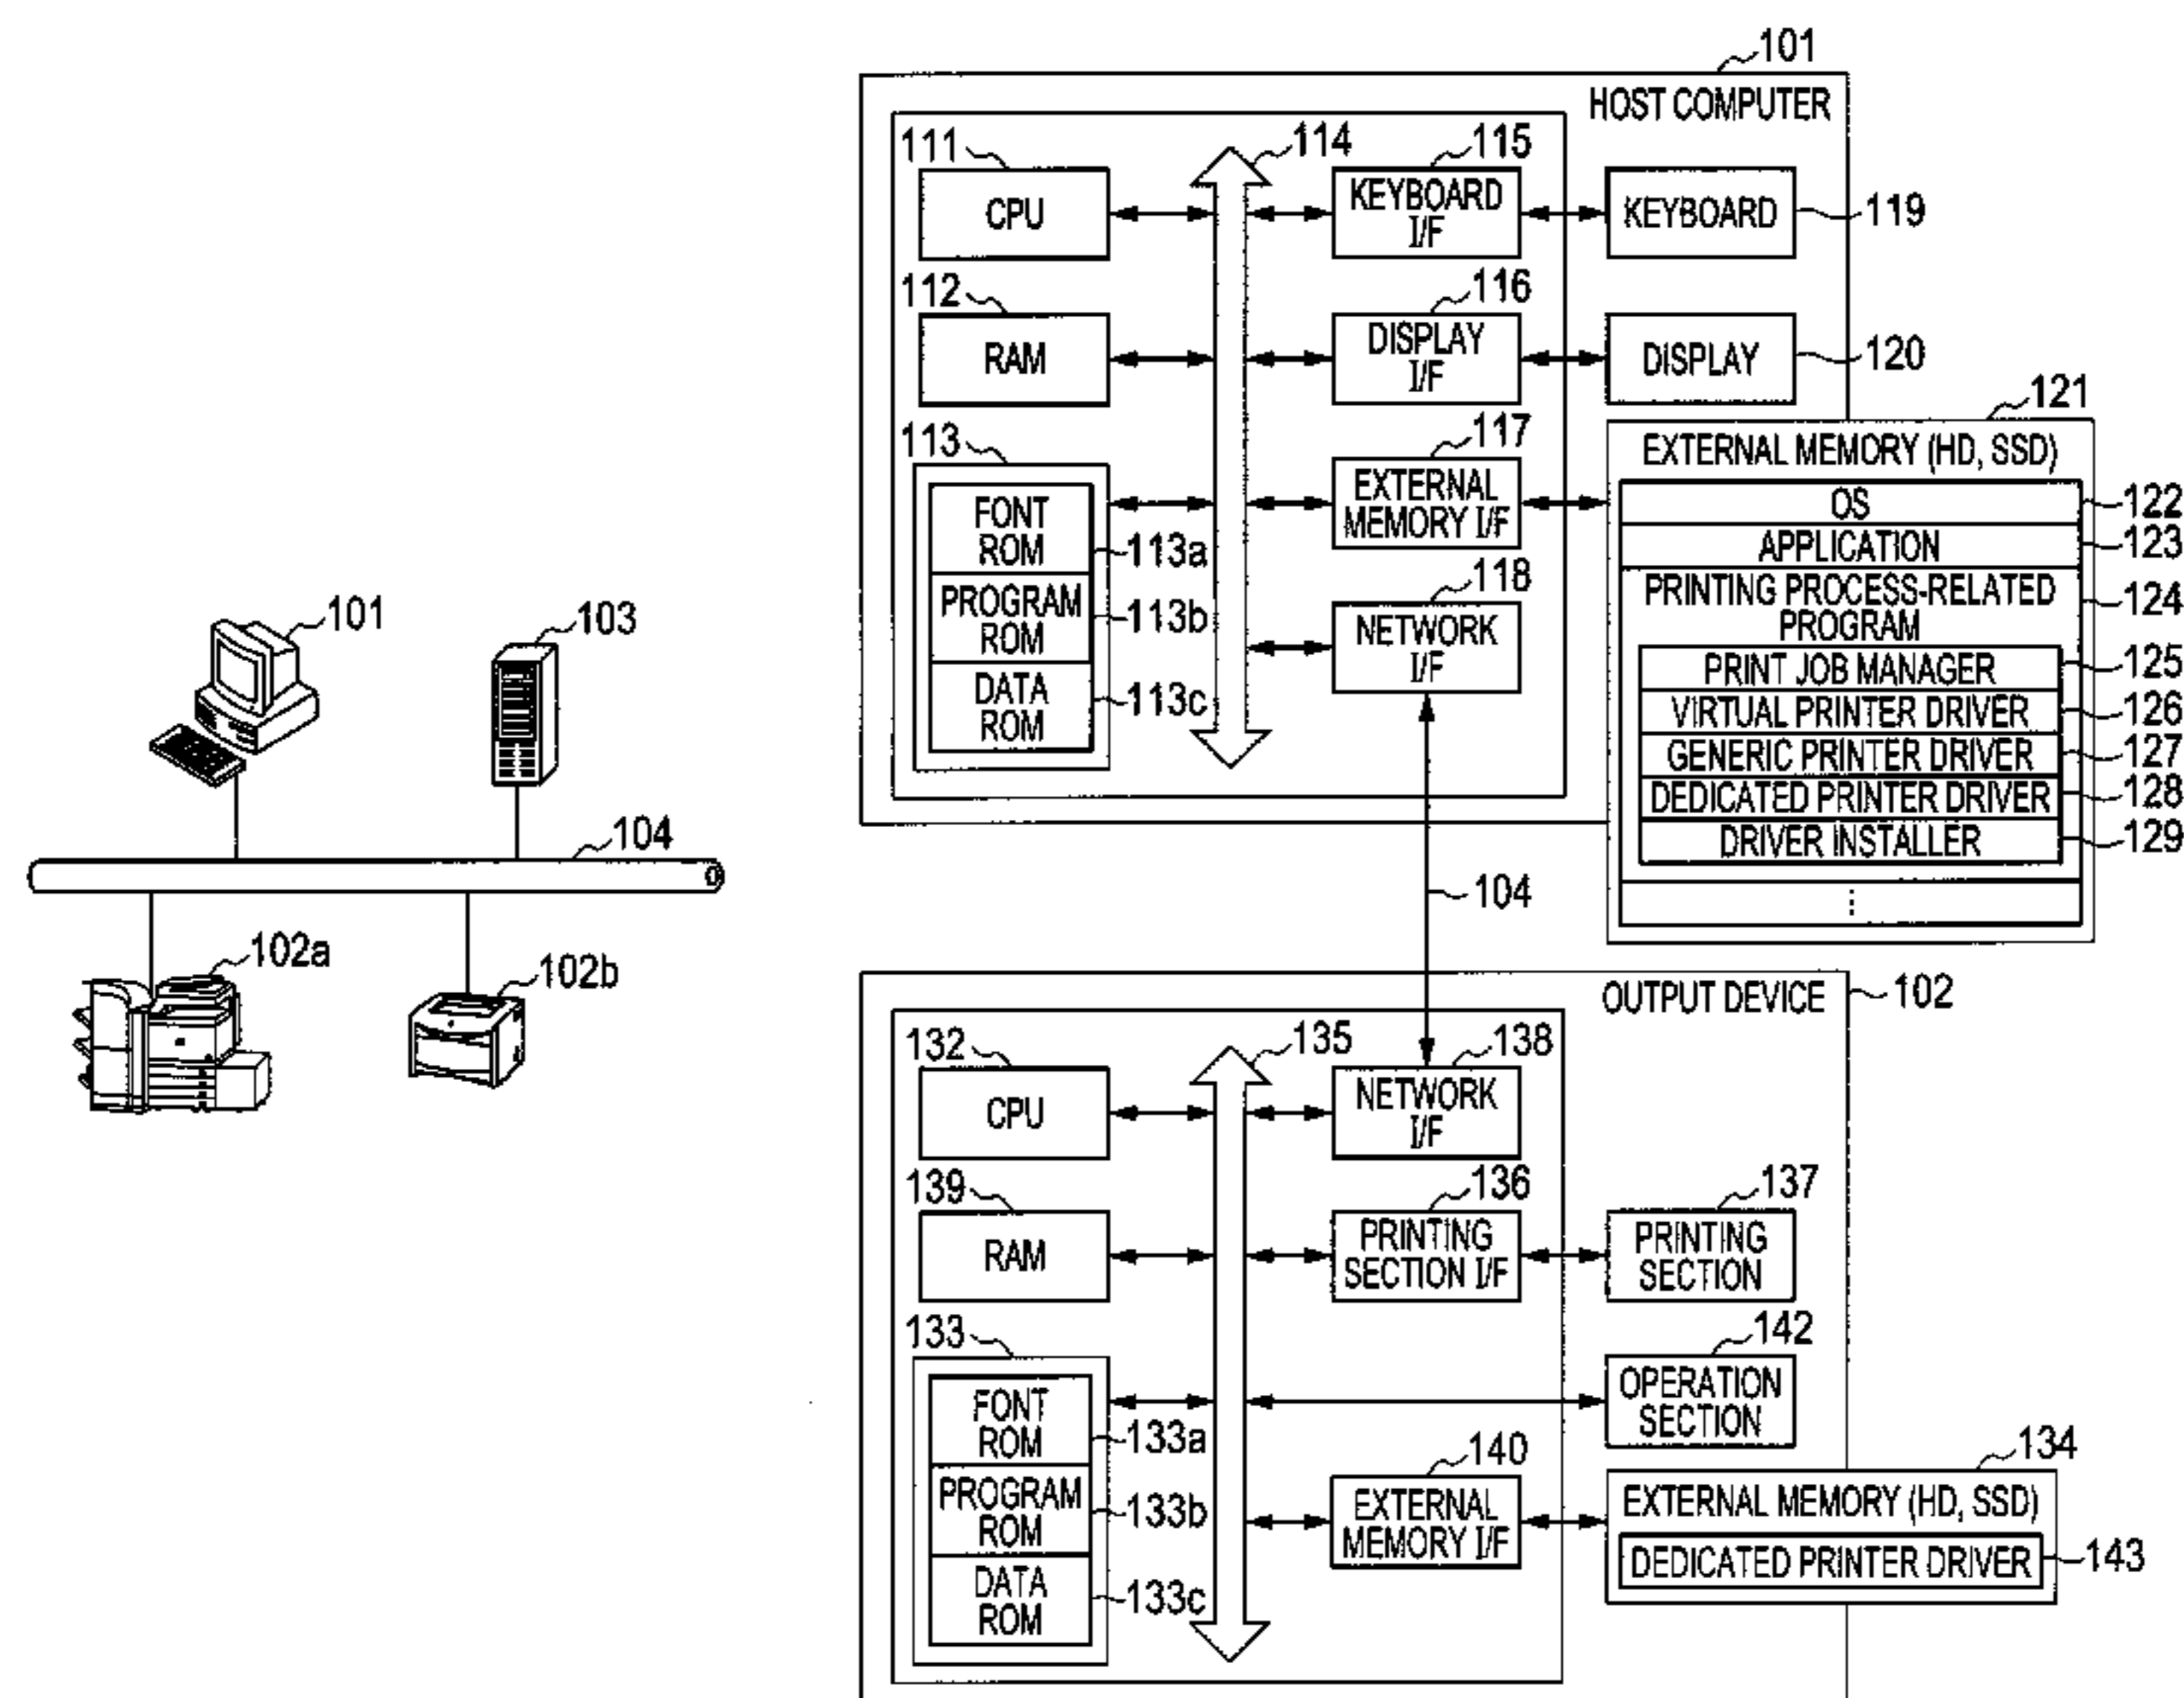 101
103
104
102a
102b
101
HOST COMPUTER
111
CPU
114
115
KEYBOARD
I/F
KEYBOARD
119
112
RAM
116
DISPLAY
I/F
DISPLAY
120
113
FONT
ROM
113a
PROGRAM
ROM
113b
DATA
ROM
113c
117
EXTERNAL
MEMORY I/F
118
NETWORK
I/F
121
EXTERNAL MEMORY (HD, SSD)
OS
122
APPLICATION
123
PRINTING PROCESS-RELATED
PROGRAM
124
PRINT JOB MANAGER
125
VIRTUAL PRINTER DRIVER
126
GENERIC PRINTER DRIVER
127
DEDICATED PRINTER DRIVER
128
DRIVER INSTALLER
129
104
OUTPUT DEVICE
102
132
CPU
135
138
NETWORK
I/F
139
RAM
136
PRINTING
SECTION I/F
137
PRINTING
SECTION
133
FONT
ROM
133a
PROGRAM
ROM
133b
DATA
ROM
133c
142
OPERATION
SECTION
140
EXTERNAL
MEMORY I/F
134
EXTERNAL MEMORY (HD, SSD)
DEDICATED PRINTER DRIVER
143